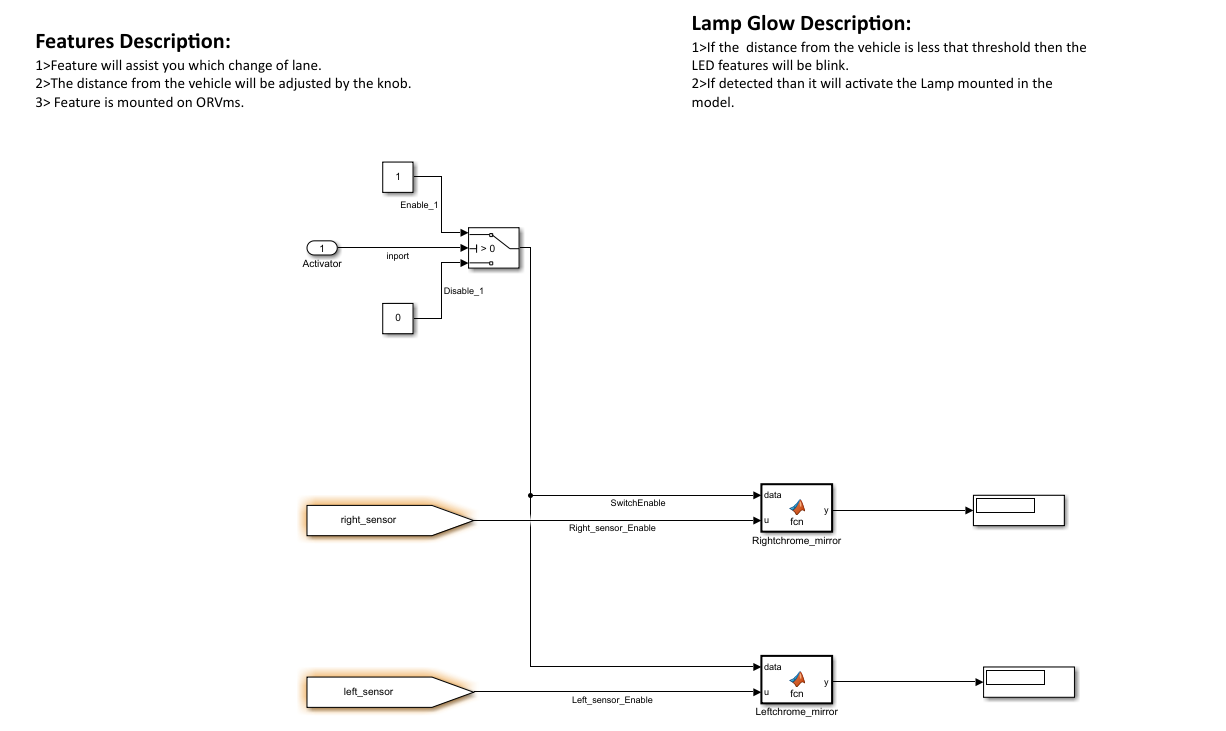 Features Description:
1>Feature will assist you which change of lane.
2>The distance from the vehicle will be adjusted by the knob.
3> Feature is mounted on ORVms.
Lamp Glow Description:
1>If the  distance from the vehicle is less that threshold then the
LED features will be blink.
2>If detected than it will activate the Lamp mounted in the
model.
1
Enable_1
1
Activator
inport
> 0
Disable_1
0
right_sensor
SwitchEnable
Right_sensor_Enable
data
u
fcn
y
Rightchrome_mirror
left_sensor
Left_sensor_Enable
data
u
fcn
y
Leftchrome_mirror